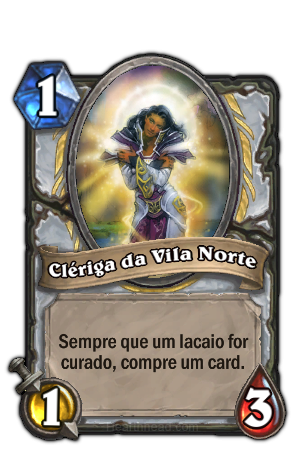 1
Clériga da Vila Norte
Sempre que um lacaio for
curado, compre um card.
1
3